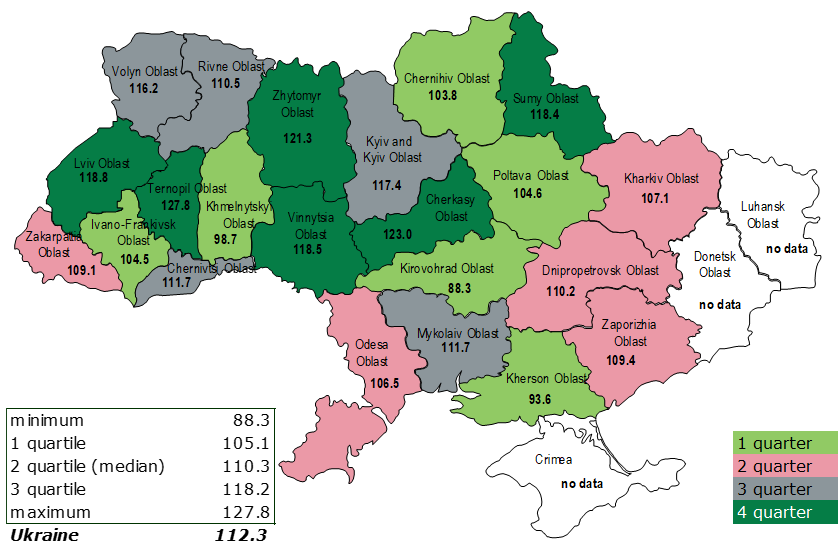 Volyn Oblast
116.2
Rivne Oblast
110.5
Zhytomyr
Oblast
121.3
Kyiv and
Kyiv Oblast
117.4
Chernihiv Oblast
103.8
Sumy Oblast
118.4
Lviv Oblast
118.8
Ternopil Oblast
127.8
Khmelnytskyi
Oblast
98.7
Vinnytsia
Oblast
118.5
Cherkasy
Oblast
123.0
Poltava Oblast
104.6
Kharkiv Oblast
107.1
Luhansk
Oblast
no data
Zakarpattia
Oblast
109.1
Ivano-Frankivsk
Oblast
104.5
Chernivtsi Oblast
111.7
Kirovohrad Oblast
88.3
Dnipropetrovsk Oblast
110.2
Donetsk
Oblast
no data
Odesa
Oblast
106.5
Mykolaiv Oblast
111.7
Zaporizhia
Oblast
109.4
Kherson Oblast
93.6
Crimea
no data
minimum 88.3
1 quartile 105.1
2 quartile (median) 110.3
3 quartile 118.2
maximum 127.8
Ukraine 112.3
1 quarter
2 quarter
3 quarter
4 quarter